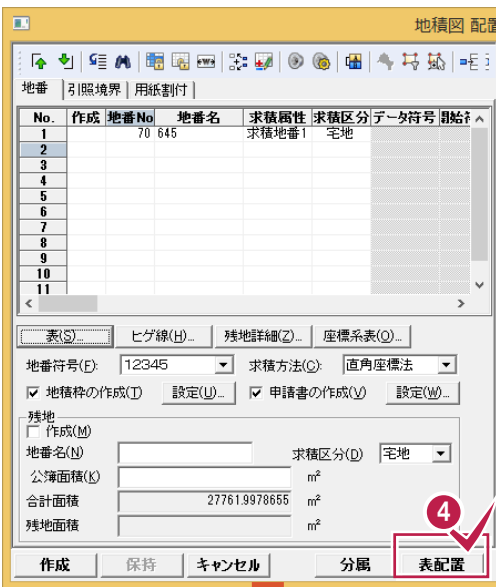 地積図 配置
地番 引照境界 用紙割付
No. 作成 地番No 地番名 求積属性 求積区分 データ符号
1 70 645 求積地番1 宅地
2
3
4
5
6
7
8
9
10
11
表(S)... ヒゲ線(H)... 残地詳細(Z)... 座標系表(O)...
地番符号(F): 12345 求積方法(C): 直角座標法
地積枠の作成(T) 設定(U)... 申請書の作成(V) 設定(W)...
残地
作成(M)
地番名(N) 求積区分(D) 宅地
公簿面積(K) m²
合計面積 27761.9978655 m²
残地面積 m²
4
作成 保持 キャンセル 分属 表配置